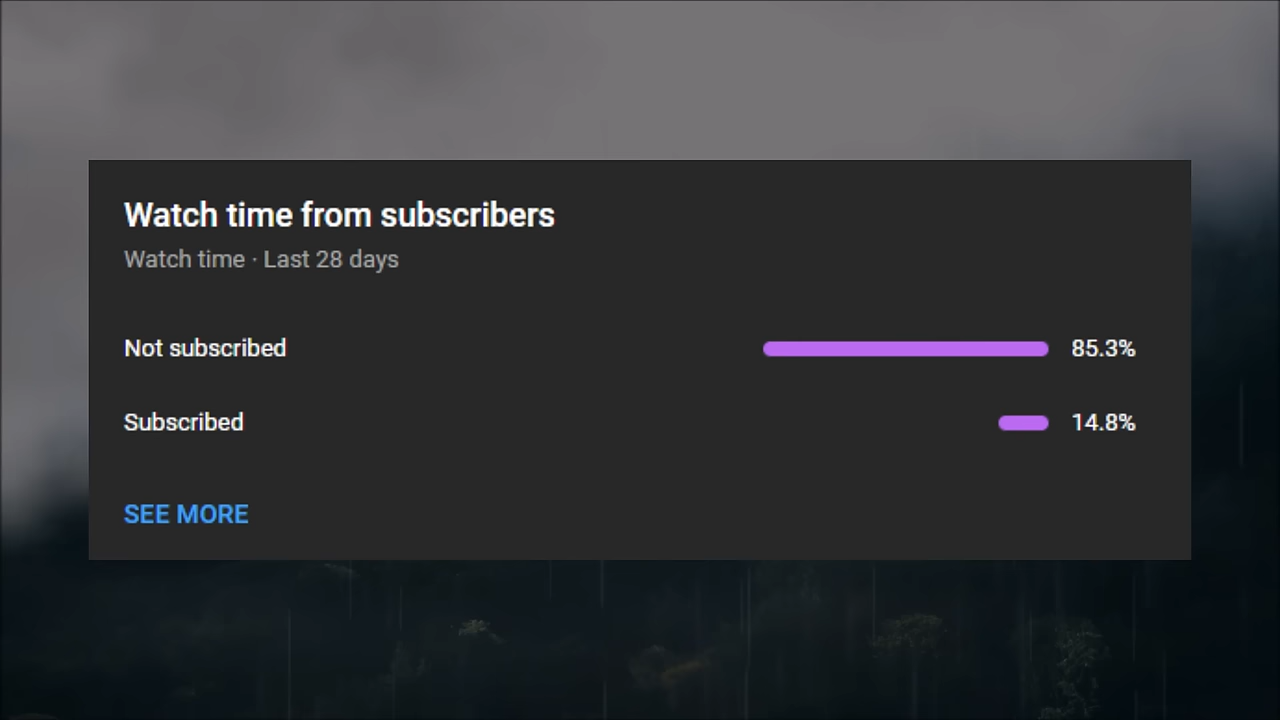 Watch time from subscribers
Watch time · Last 28 days
Not subscribed 85.3%
Subscribed 14.8%
SEE MORE